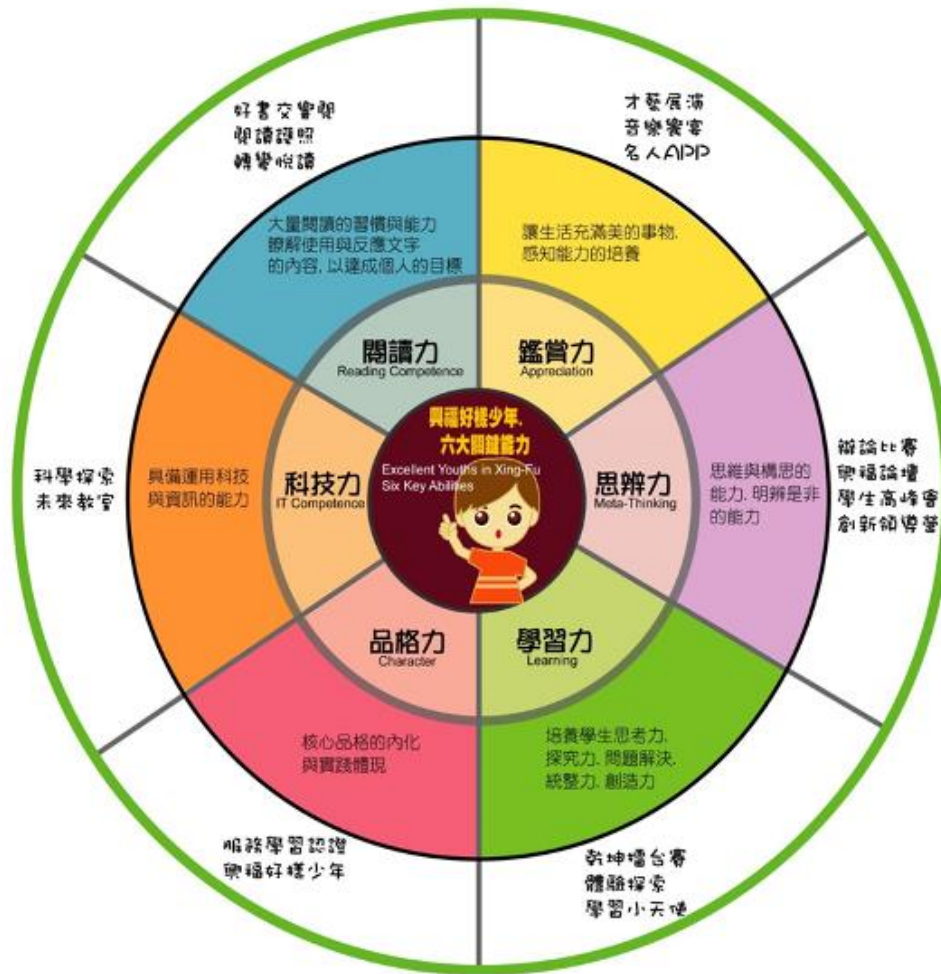 好書交響閱
閱讀護照
轉變悅讀
才藝展演
音樂饗宴
名人APP
大量閱讀的習慣與能力
瞭解使用與反應文字
的內容, 以達成個人的目標
讓生活充滿美的事物,
感知能力的培養
閱讀力
Reading Competence
鑑賞力
Appreciation
興福好樣少年,
六大關鍵能力
Excellent Youths in Xing-Fu
Six Key Abilities
科學探索
未來教室
具備運用科技
與資訊的能力
科技力
IT Competence
思辨力
Meta-Thinking
思維與構思的
能力, 明辨是非
的能力
辯論比賽
興福論壇
學生高峰會
創新領導營
品格力
Character
學習力
Learning
核心品格的內化
與實踐體現
培養學生思考力,
探究力, 問題解決,
統整力, 創造力
服務學習認證
興福好樣少年
乾坤擂台賽
體驗探索
學習小天使